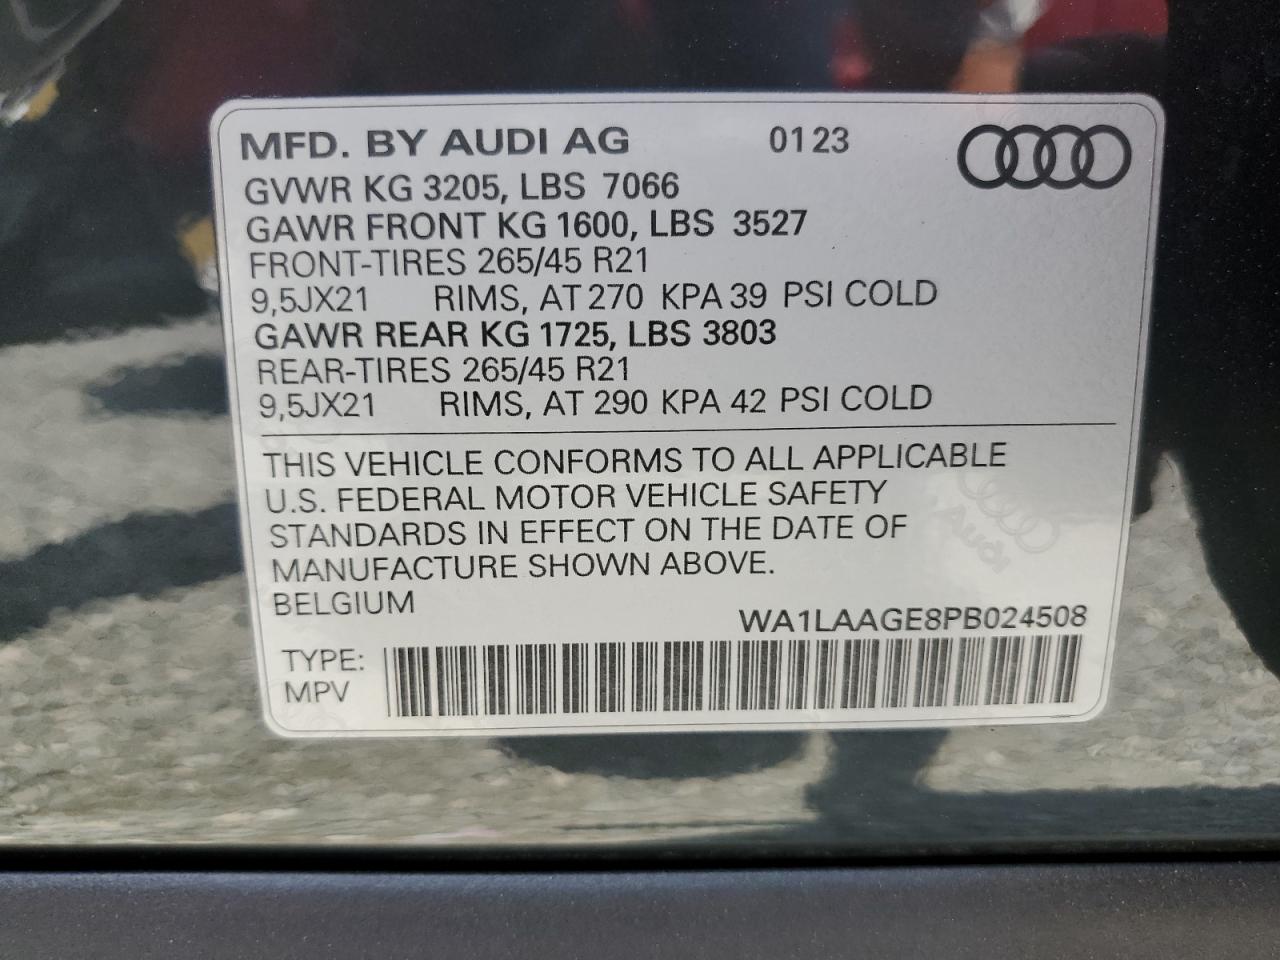 MFD. BY AUDI AG 0123
GVWR KG 3205, LBS 7066
GAWR FRONT KG 1600, LBS 3527
FRONT-TIRES 265/45 R21
9,5JX21 RIMS, AT 270 KPA 39 PSI COLD
GAWR REAR KG 1725, LBS 3803
REAR-TIRES 265/45 R21
9,5JX21 RIMS, AT 290 KPA 42 PSI COLD
THIS VEHICLE CONFORMS TO ALL APPLICABLE
U.S. FEDERAL MOTOR VEHICLE SAFETY
STANDARDS IN EFFECT ON THE DATE OF
MANUFACTURE SHOWN ABOVE.
BELGIUM
WA1LAAGE8PB024508
TYPE:
MPV
Audi